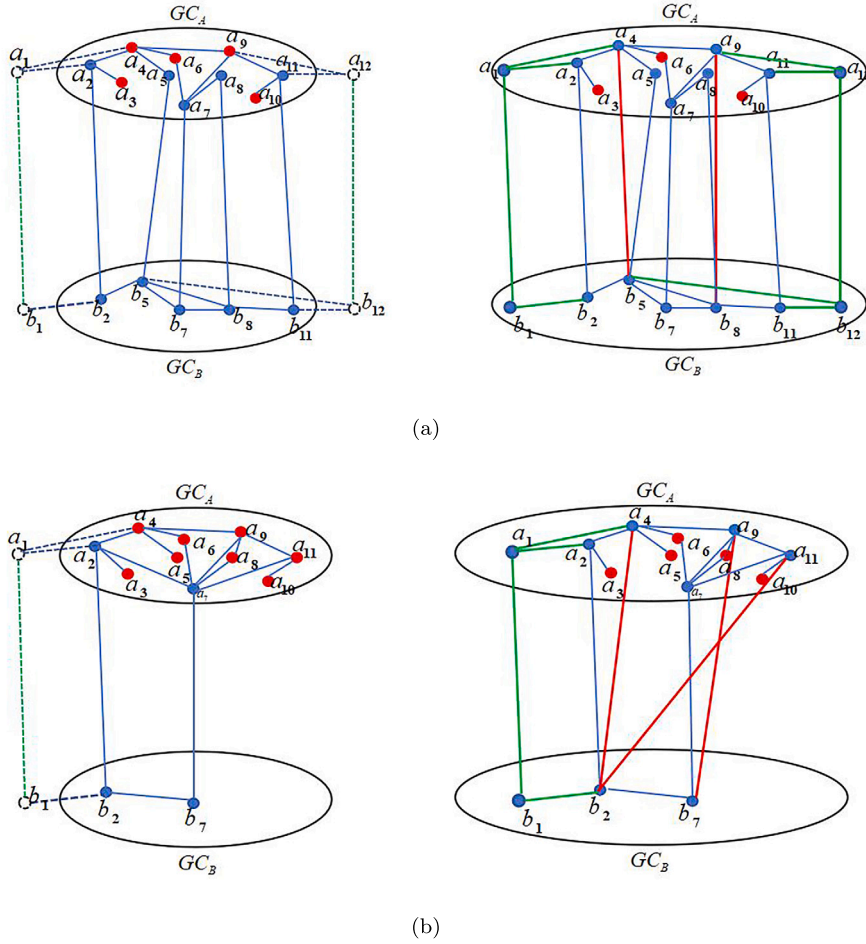 GC_A
GC_A
a_1 a_4 a_9 a_12
a_2 a_5 a_6 a_8 a_11
a_3 a_7 a_10
a_1 a_4 a_9 a_11 a_12
a_2 a_5 a_6 a_8
a_3 a_7 a_10
b_1 b_2 b_5 b_7 b_8 b_11 b_12
b_1 b_2 b_5 b_7 b_8 b_11 b_12
GC_B
GC_B
(a)
GC_A
GC_A
a_1 a_4 a_9 a_11
a_2 a_5 a_6 a_8
a_3 a_7 a_10
a_1 a_4 a_9 a_11
a_2 a_5 a_6 a_8
a_3 a_7 a_10
b_1 b_2 b_7
b_1 b_2 b_7
GC_B
GC_B
(b)